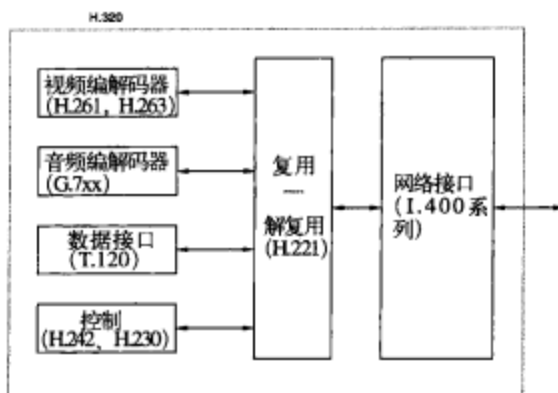 H.320
视频编解码器
(H.261, H.263)
音频编解码器
(G.7xx)
数据接口
(T.120)
控制
(H.242, H.230)
复用
—
解复用
(H.221)
网络接口
(I.400系
列)